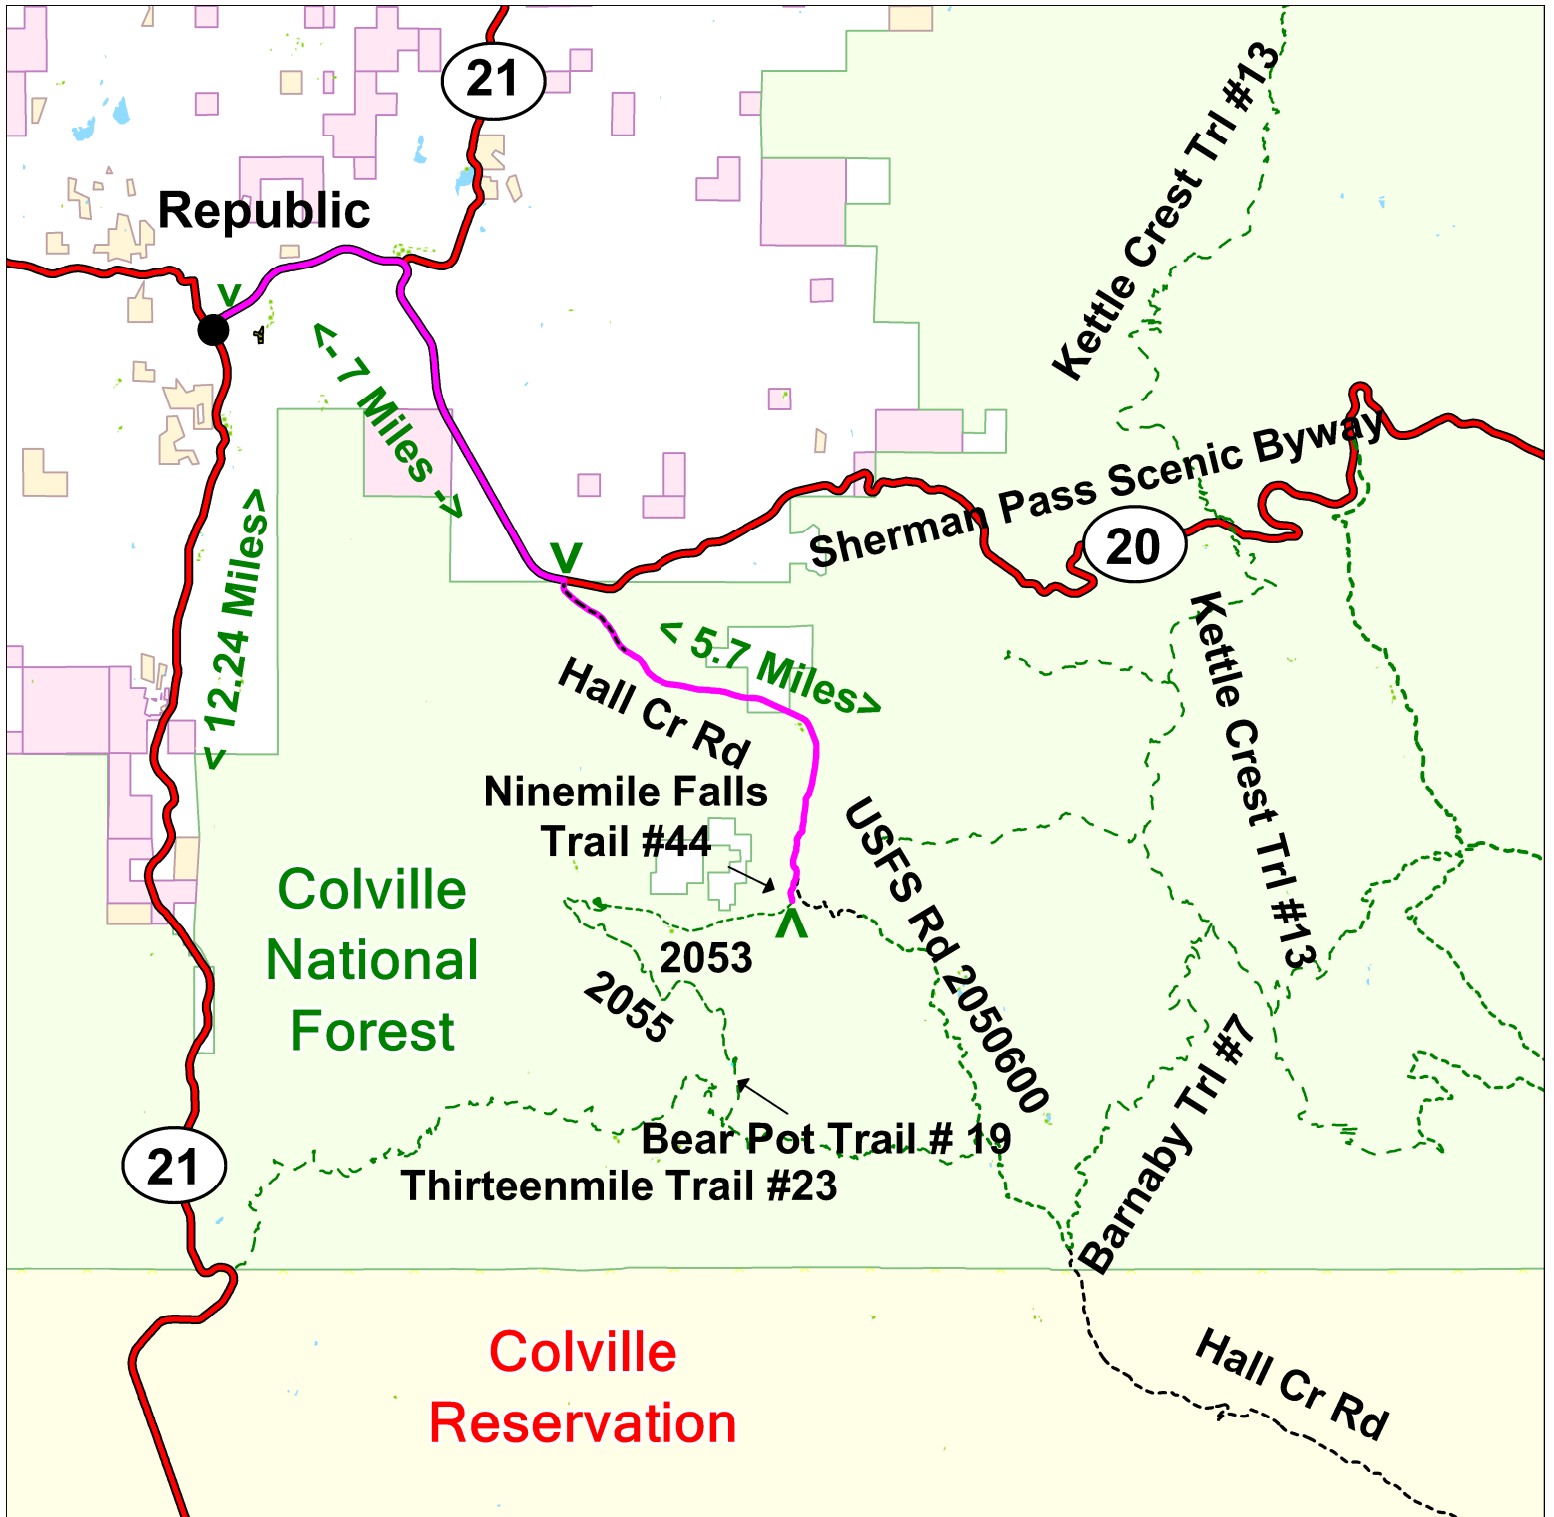 21
Kettle Crest Trl #13
Republic
V
<- 7 Miles ->
Sherman Pass Scenic Byway
20
< 12.24 Miles>
V
< 5.7 Miles>
Hall Cr Rd
Kettle Crest Trl #13
Ninemile Falls
Trail #44
USFS Rd 2050600
Colville
National
Forest
2053
2055
Barnaby Trl #7
Bear Pot Trail # 19
Thirteenmile Trail #23
21
Colville
Reservation
Hall Cr Rd